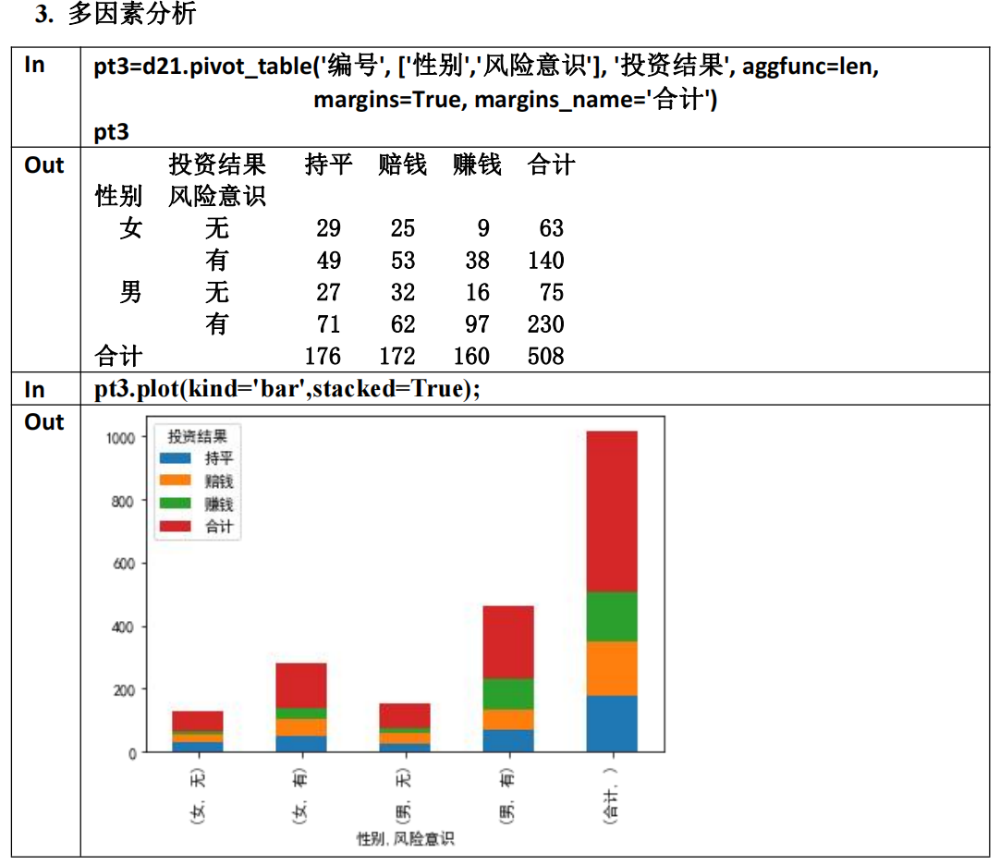 3. 多因素分析
In
pt3=d21.pivot_table('编号', ['性别','风险意识'], '投资结果', aggfunc=len,
margins=True, margins_name='合计')
pt3
Out
投资结果 持平 赔钱 赚钱 合计
性别 风险意识
女 无 29 25 9 63
有 49 53 38 140
男 无 27 32 16 75
有 71 62 97 230
合计 176 172 160 508
In
pt3.plot(kind='bar',stacked=True);
Out
投资结果
持平
赔钱
赚钱
合计
1000
800
600
400
200
0
(女, 无)
(女, 有)
(男, 无)
(男, 有)
(合计, )
性别,风险意识